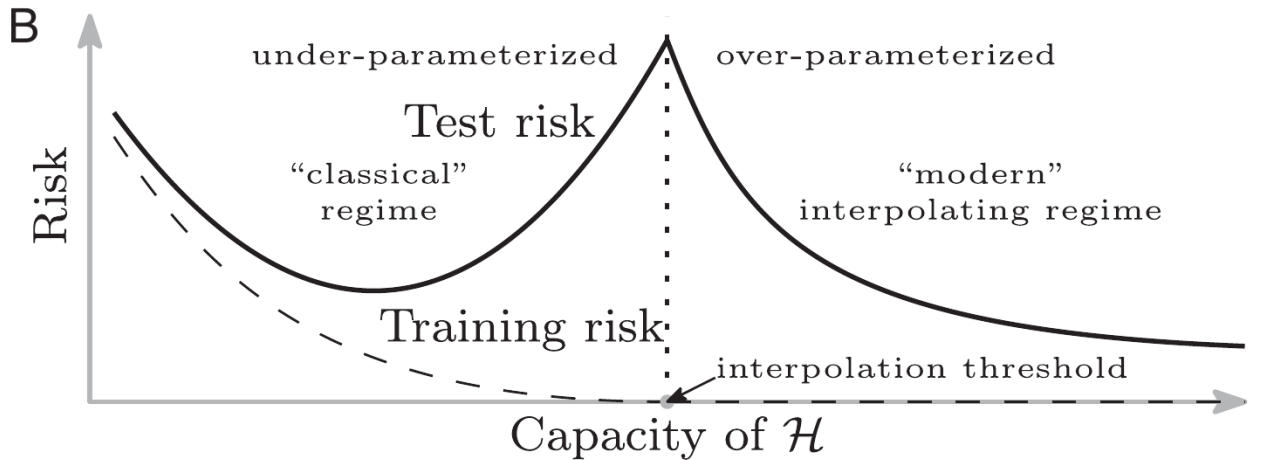 B
under-parameterized
over-parameterized
Test risk
“classical”
regime
“modern”
interpolating regime
Risk
Training risk
interpolation threshold
Capacity of ℋ